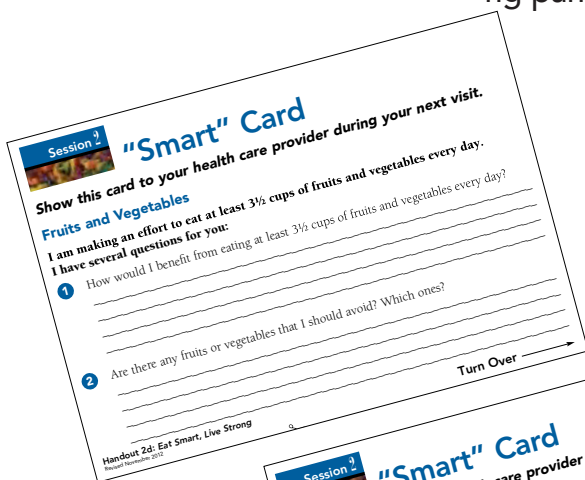 Session 2
"Smart" Card
Show this card to your health care provider during your next visit.
Fruits and Vegetables
I am making an effort to eat at least 3½ cups of fruits and vegetables every day.
I have several questions for you:
1 How would I benefit from eating at least 3½ cups of fruits and vegetables every day?
2 Are there any fruits or vegetables that I should avoid? Which ones?
Turn Over
Handout 2d: Eat Smart, Live Strong
Revised November 2012
Session 2
"Smart" Card
care provider